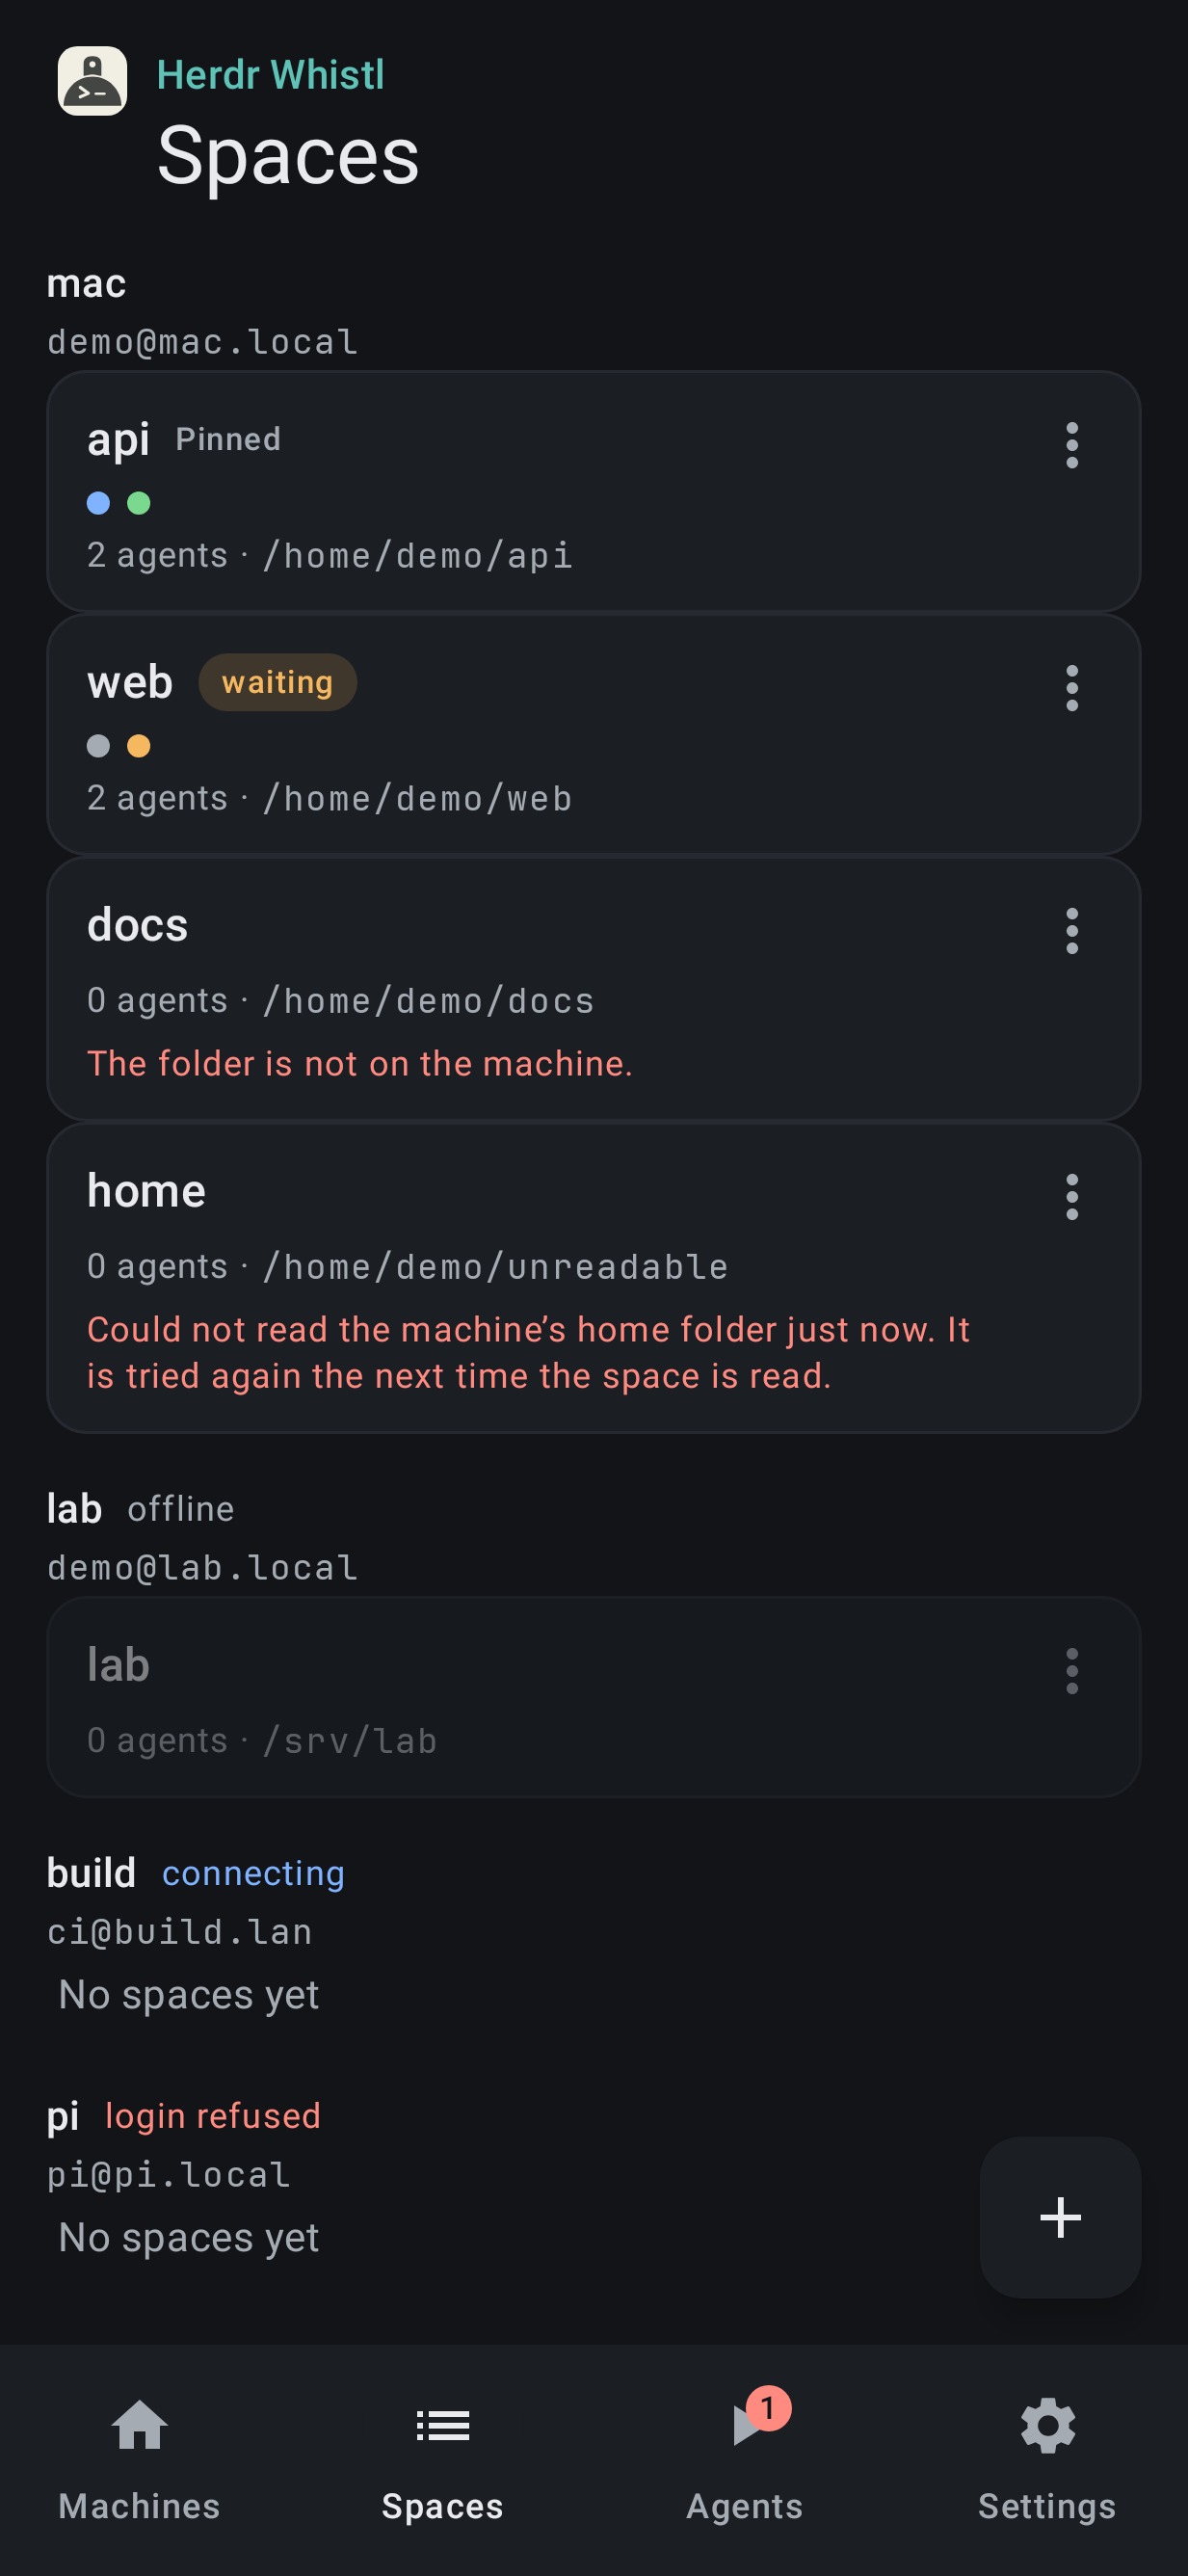 Herdr Whistl
Spaces
mac
demo@mac.local
api Pinned
2 agents · /home/demo/api
web waiting
2 agents · /home/demo/web
docs
0 agents · /home/demo/docs
The folder is not on the machine.
home
0 agents · /home/demo/unreadable
Could not read the machine’s home folder just now. It
is tried again the next time the space is read.
lab offline
demo@lab.local
lab
0 agents · /srv/lab
build connecting
ci@build.lan
No spaces yet
pi login refused
pi@pi.local
No spaces yet
1
Machines Spaces Agents Settings